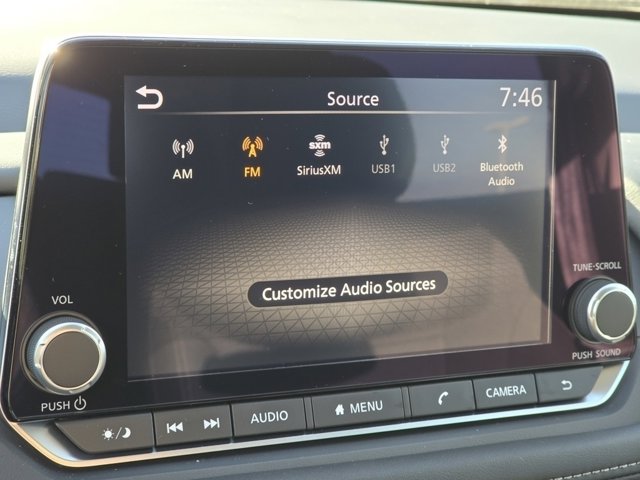 Source 7:46
sxm
AM FM SiriusXM USB1 USB2 Bluetooth
Audio
Customize Audio Sources
VOL
PUSH
TUNE-SCROLL
PUSH SOUND
AUDIO MENU CAMERA